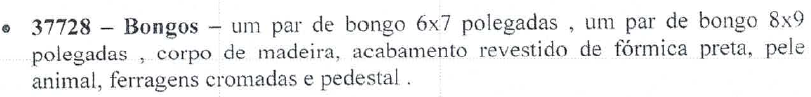 • 37728 – Bongos – um par de bongo 6x7 polegadas , um par de bongo 8x9
polegadas , corpo de madeira, acabamento revestido de fórmica preta, pele
animal, ferragens cromadas e pedestal .